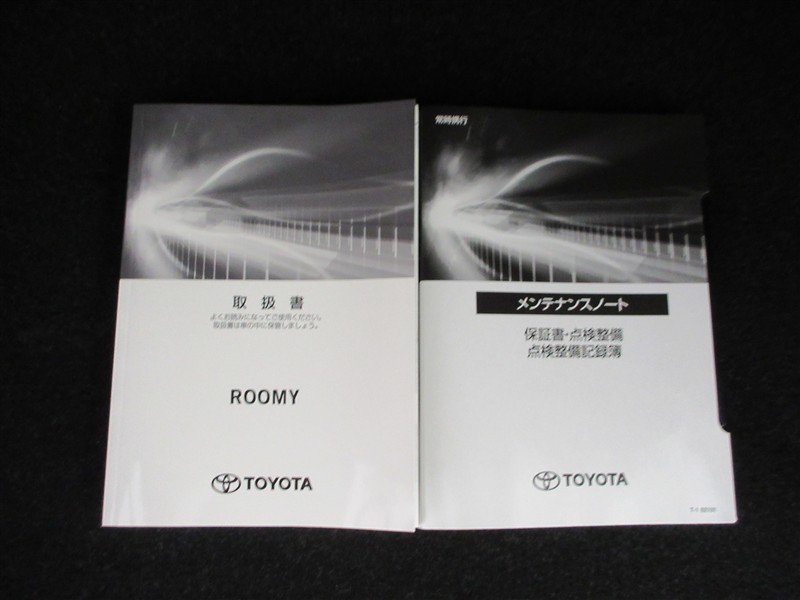 取扱書
よくお読みになってご使用ください。
取扱書は車の中に保管しましょう。
ROOMY
TOYOTA
常時携行
メンテナンスノート
保証書・点検整備
点検整備記録簿
TOYOTA